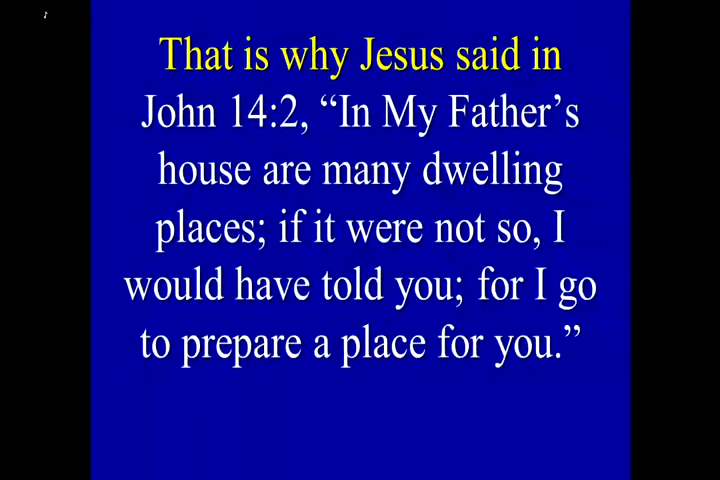 That is why Jesus said in
John 14:2, “In My Father’s
house are many dwelling
places; if it were not so, I
would have told you; for I go
to prepare a place for you.”